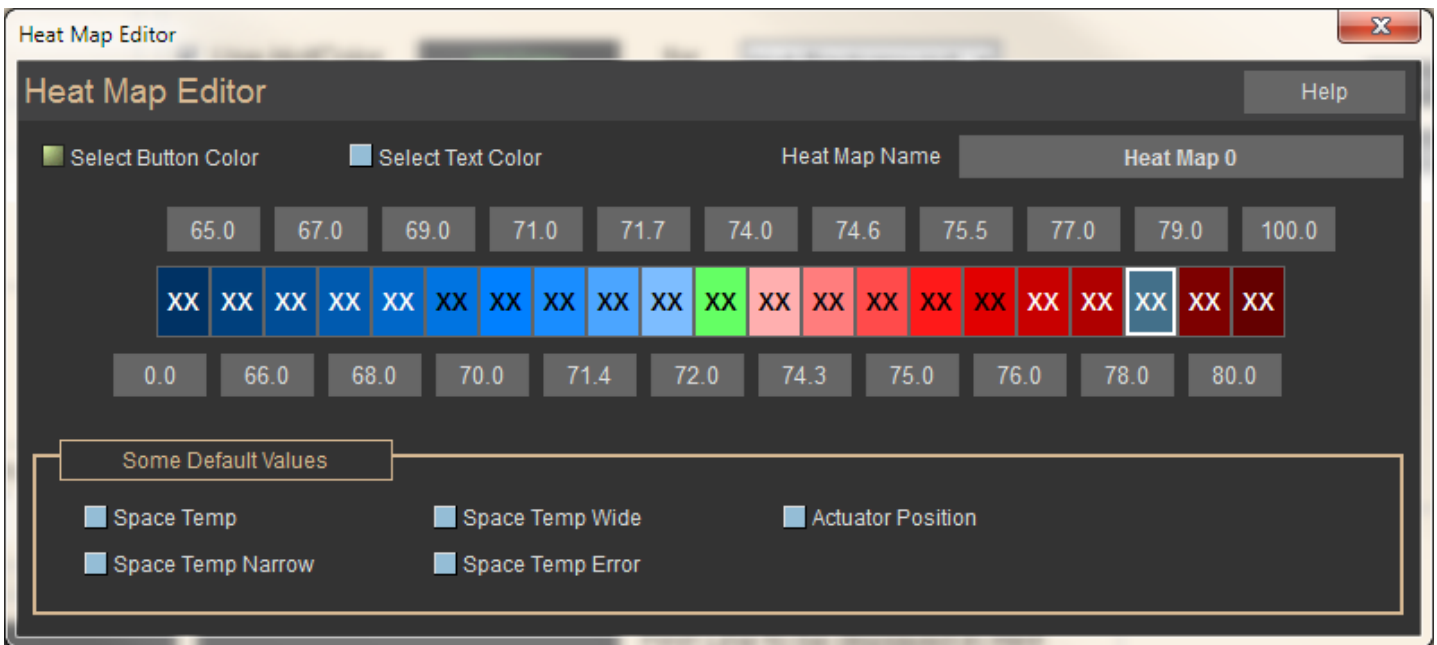 Heat Map Editor
Heat Map Editor Help
Select Button Color Select Text Color Heat Map Name Heat Map 0
65.0 67.0 69.0 71.0 71.7 74.0 74.6 75.5 77.0 79.0 100.0
XX XX XX XX XX XX XX XX XX XX XX XX XX XX XX XX XX XX XX XX XX
0.0 66.0 68.0 70.0 71.4 72.0 74.3 75.0 76.0 78.0 80.0
Some Default Values
Space Temp Space Temp Wide Actuator Position
Space Temp Narrow Space Temp Error